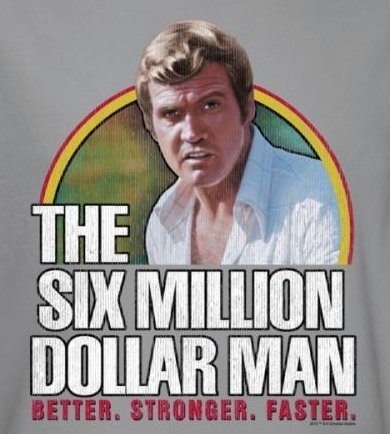 THE
SIX MILLION
DOLLAR MAN
BETTER. STRONGER. FASTER.